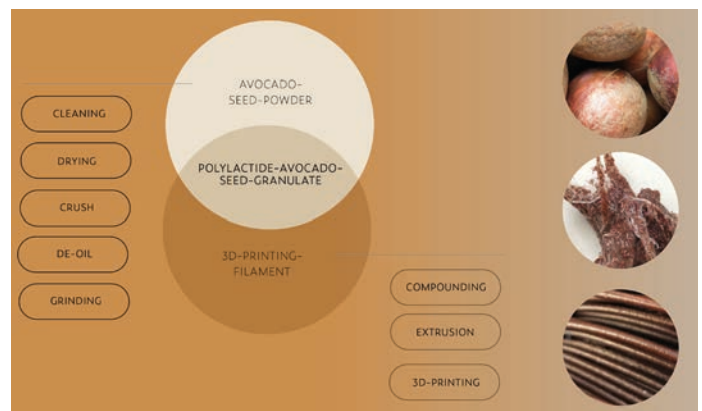 AVOCADO-
SEED-POWDER
CLEANING
DRYING
CRUSH
DE-OIL
GRINDING
POLYLACTIDE-AVOCADO-
SEED-GRANULATE
3D-PRINTING-
FILAMENT
COMPOUNDING
EXTRUSION
3D-PRINTING